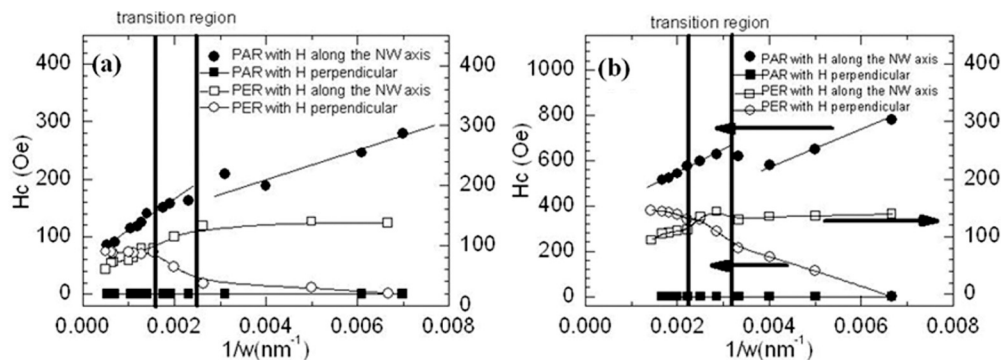 transition region
(a)
PAR with H along the NW axis
PAR with H perpendicular
PER with H along the NW axis
PER with H perpendicular
Hc (Oe)
400
300
200
100
0
400
300
200
100
0
0.000 0.002 0.004 0.006 0.008
1/w(nm⁻¹)
transition region
(b)
PAR with H along the NW axis
PAR with H perpendicular
PER with H along the NW axis
PER with H perpendicular
Hc (Oe)
1000
800
600
400
200
0
400
300
200
100
0
0.000 0.002 0.004 0.006 0.008
1/w(nm⁻¹)